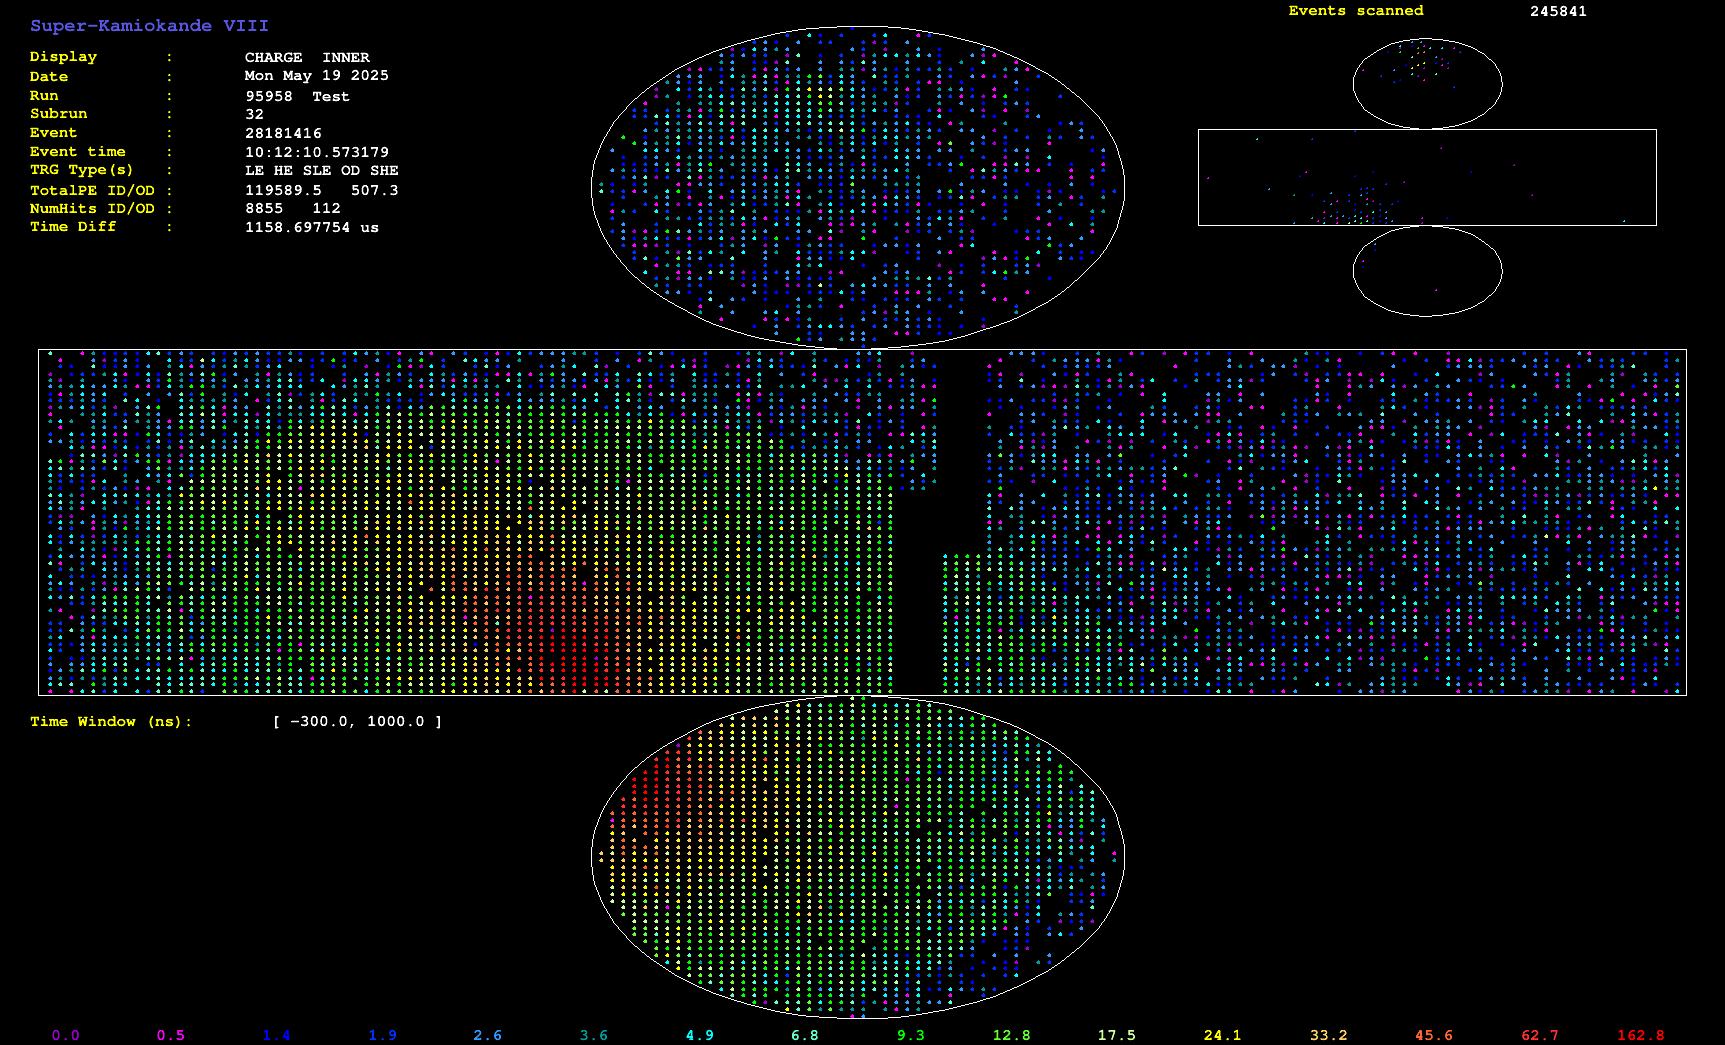 Super-Kamiokande VIII
Events scanned 245841
Display : CHARGE INNER
Date : Mon May 19 2025
Run : 95958 Test
Subrun : 32
Event : 28181416
Event time : 10:12:10.573179
TRG Type(s) : LE HE SLE OD SHE
TotalPE ID/OD : 119589.5 507.3
NumHits ID/OD : 8855 112
Time Diff : 1158.697754 us
Time Window (ns): [ -300.0, 1000.0 ]
0.0 0.5 1.4 1.9 2.6 3.6 4.9 6.8 9.3 12.8 17.5 24.1 33.2 45.6 62.7 162.8